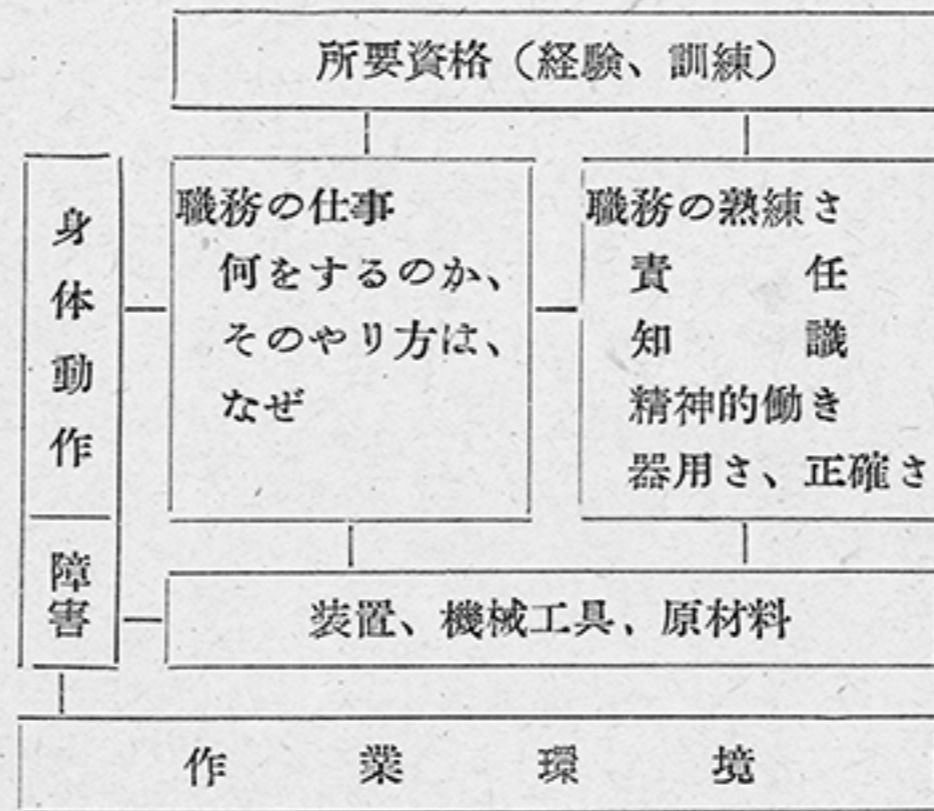 所要資格（経験、訓練）
身体動作
職務の仕事
何をするのか、
そのやり方は、
なぜ
職務の熟練さ
責任
知識
精神的働き
器用さ、正確さ
障害
装置、機械工具、原材料
作業環境